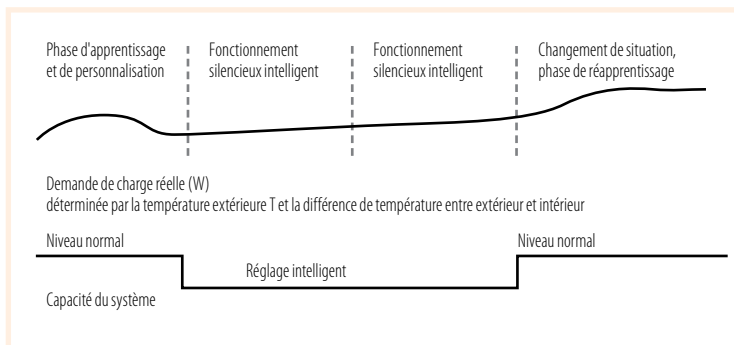 Phase d'apprentissage
et de personnalisation
Fonctionnement
silencieux intelligent
Fonctionnement
silencieux intelligent
Changement de situation,
phase de réapprentissage
Demande de charge réelle (W)
déterminée par la température extérieure T et la différence de température entre extérieur et intérieur
Niveau normal
Niveau normal
Réglage intelligent
Capacité du système